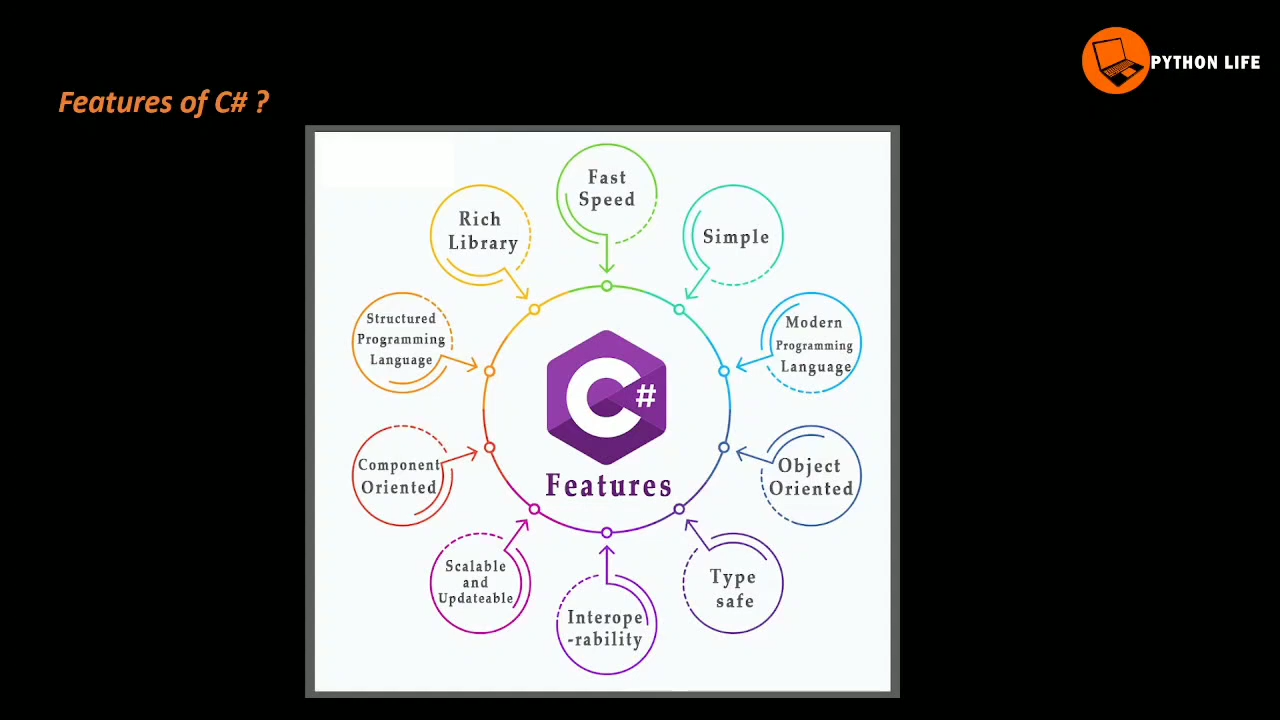 PYTHON LIFE
Features of C# ?
Fast
Speed
Simple
Modern
Programming
Language
Object
Oriented
Type
safe
Interope
-rability
Scalable
and
Updateable
Component
Oriented
Structured
Programming
Language
Rich
Library
C#
Features